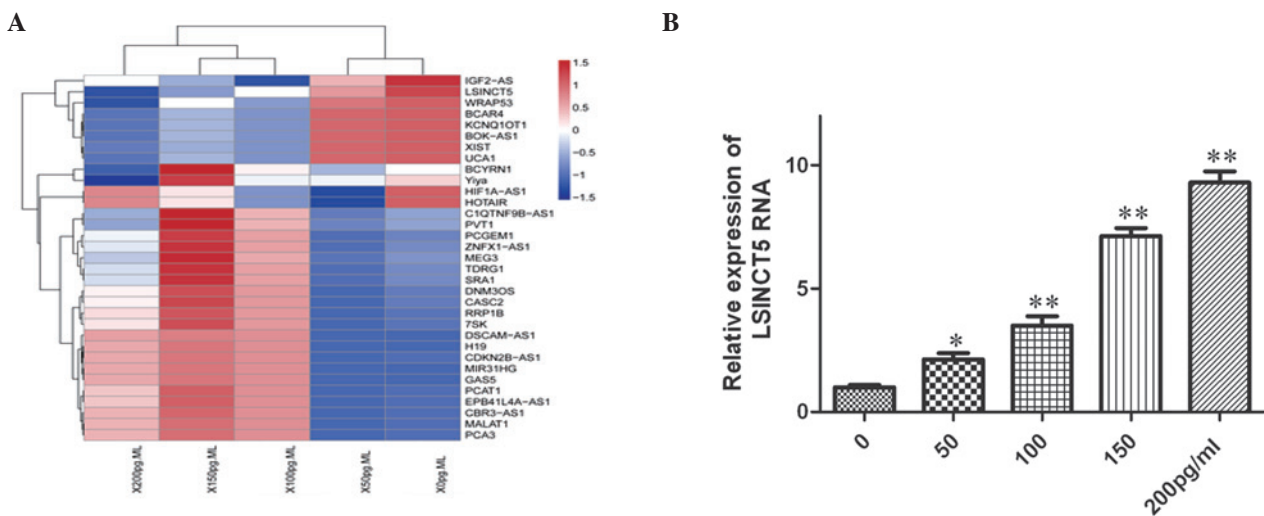 A
IGF2-AS
LSINCT5
WRAP53
BCAR4
KCNQ1OT1
BOK-AS1
XIST
UCA1
BCYRN1
Yiya
HIF1A-AS1
HOTAIR
C1QTNF9B-AS1
PVT1
PCGEM1
ZNFX1-AS1
MEG3
TDRG1
SRA1
DNM3OS
CASC2
RRP1B
7SK
DSCAM-AS1
H19
CDKN2B-AS1
MIR31HG
GAS5
PCAT1
EPB41L4A-AS1
CBR3-AS1
MALAT1
PCA3
1.5
1
0.5
0
-0.5
-1
-1.5
X200pg.ML
X150pg.ML
X100pg.ML
X50pg.ML
X0pg.ML
B
Relative expression of
LSINCT5 RNA
10
5
0
*
**
**
**
0
50
100
150
200pg/ml